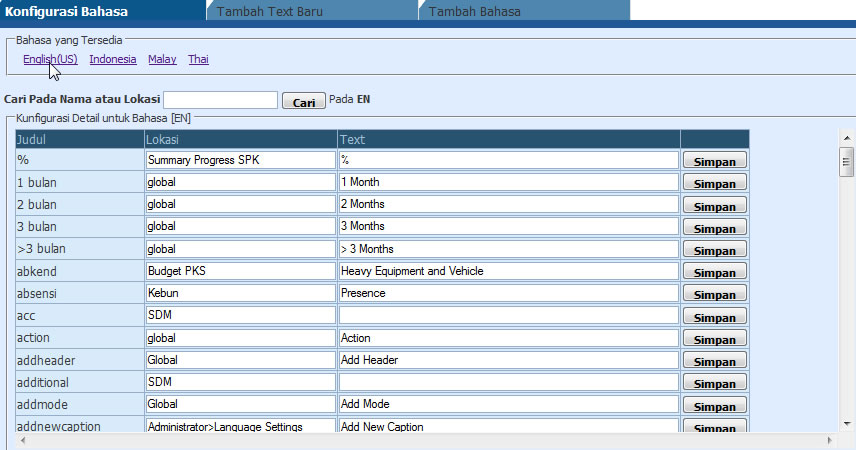 Konfigurasi Bahasa Tambah Text Baru Tambah Bahasa
Bahasa yang Tersedia
English(US) Indonesia Malay Thai
Cari Pada Nama atau Lokasi Cari Pada EN
Kunfigurasi Detail untuk Bahasa [EN]
Judul Lokasi Text
% Summary Progress SPK % Simpan
1 bulan global 1 Month Simpan
2 bulan global 2 Months Simpan
3 bulan global 3 Months Simpan
>3 bulan global > 3 Months Simpan
abkend Budget PKS Heavy Equipment and Vehicle Simpan
absensi Kebun Presence Simpan
acc SDM Simpan
action global Action Simpan
addheader Global Add Header Simpan
additional SDM Simpan
addmode Global Add Mode Simpan
addnewcaption Administrator>Language Settings Add New Caption Simpan